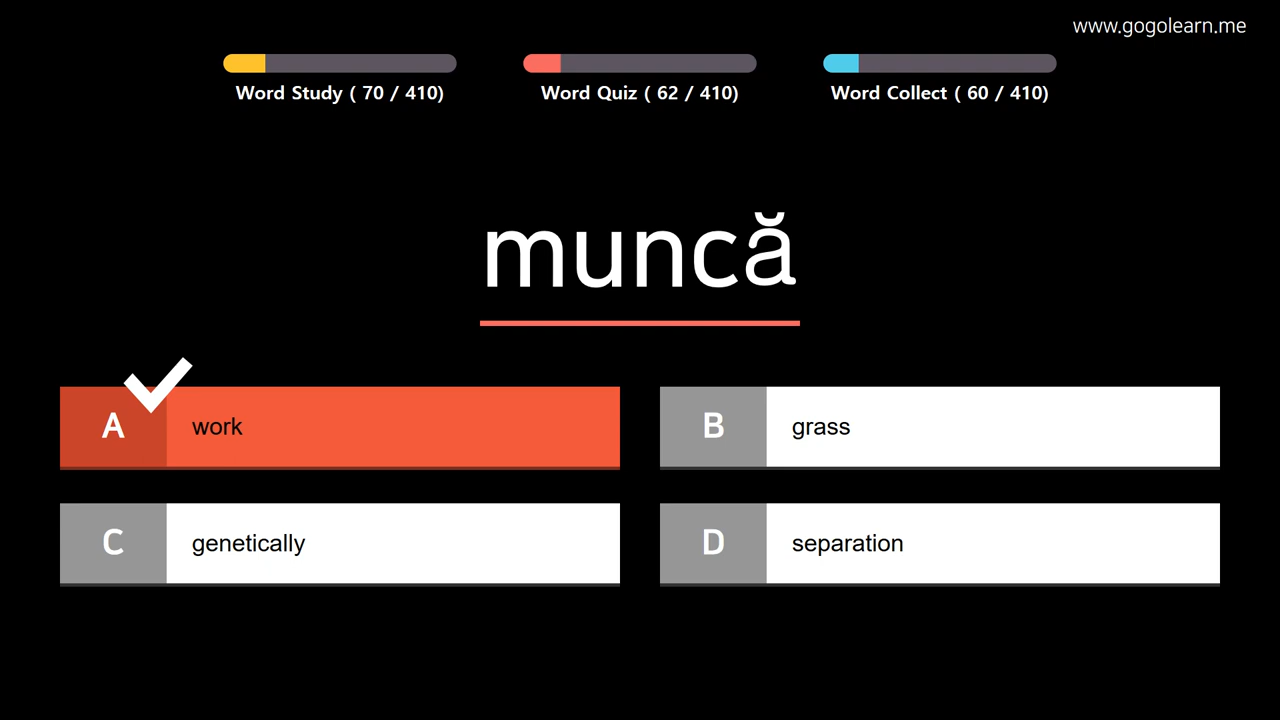 www.gogolearn.me
Word Study ( 70 / 410)
Word Quiz ( 62 / 410)
Word Collect ( 60 / 410)
muncă
A work
B grass
C genetically
D separation